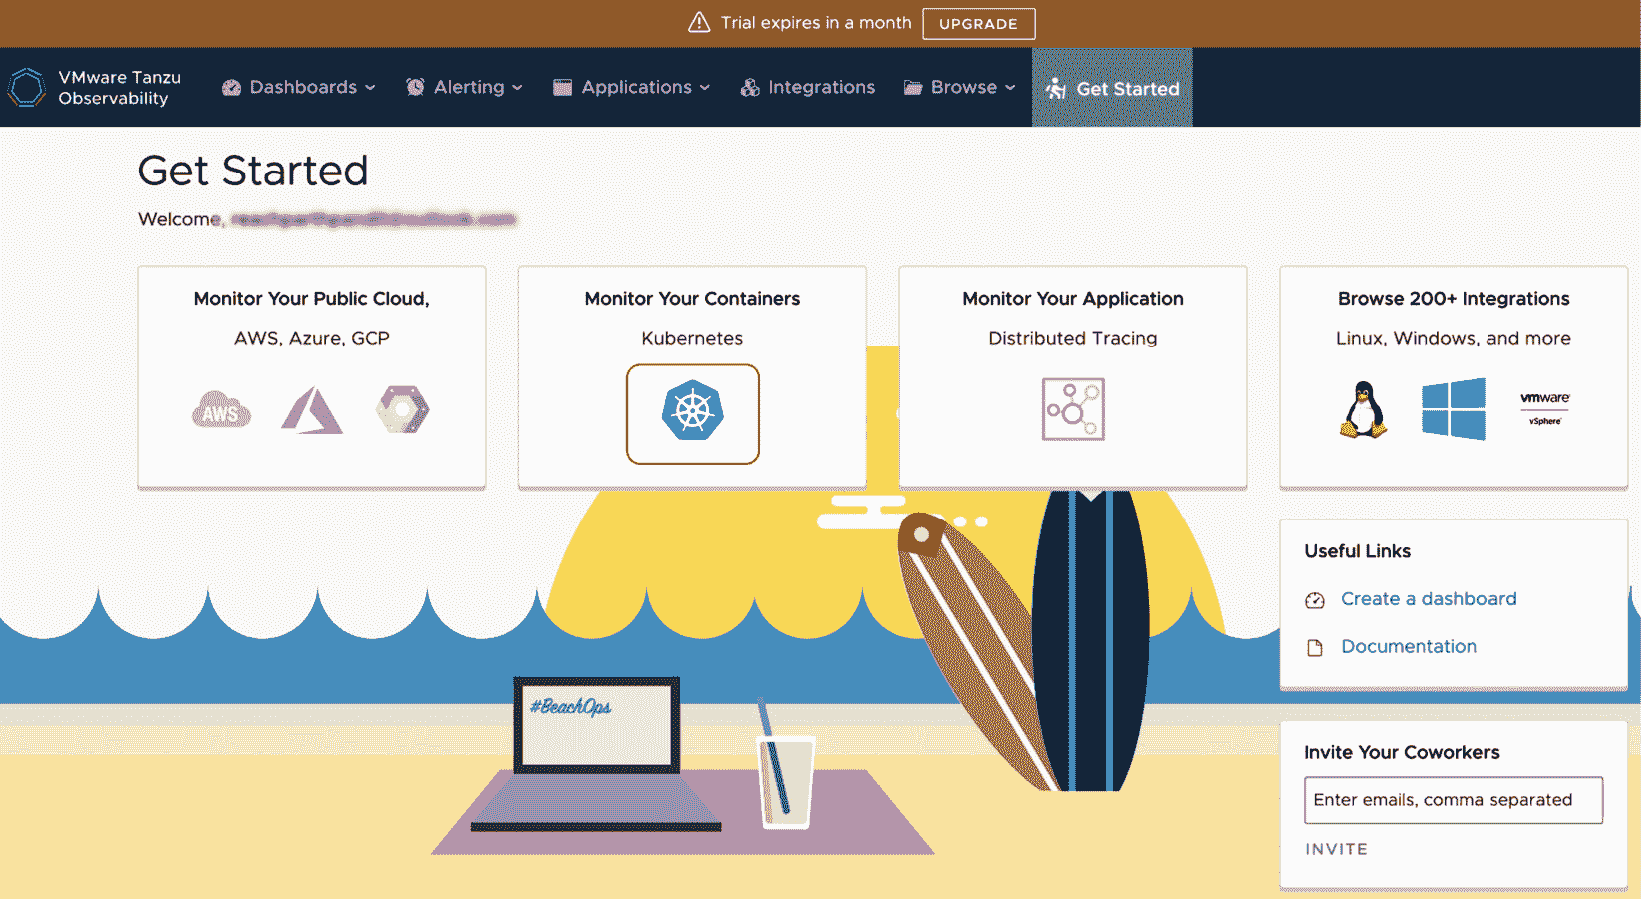 Trial expires in a month UPGRADE
VMware Tanzu
Observability
Dashboards Alerting Applications Integrations Browse Get Started
Get Started
Welcome,
Monitor Your Public Cloud,
AWS, Azure, GCP
AWS
Monitor Your Containers
Kubernetes
Monitor Your Application
Distributed Tracing
Browse 200+ Integrations
Linux, Windows, and more
vmware
vSphere
Useful Links
Create a dashboard
Documentation
#BeachOps
Invite Your Coworkers
Enter emails, comma separated
INVITE